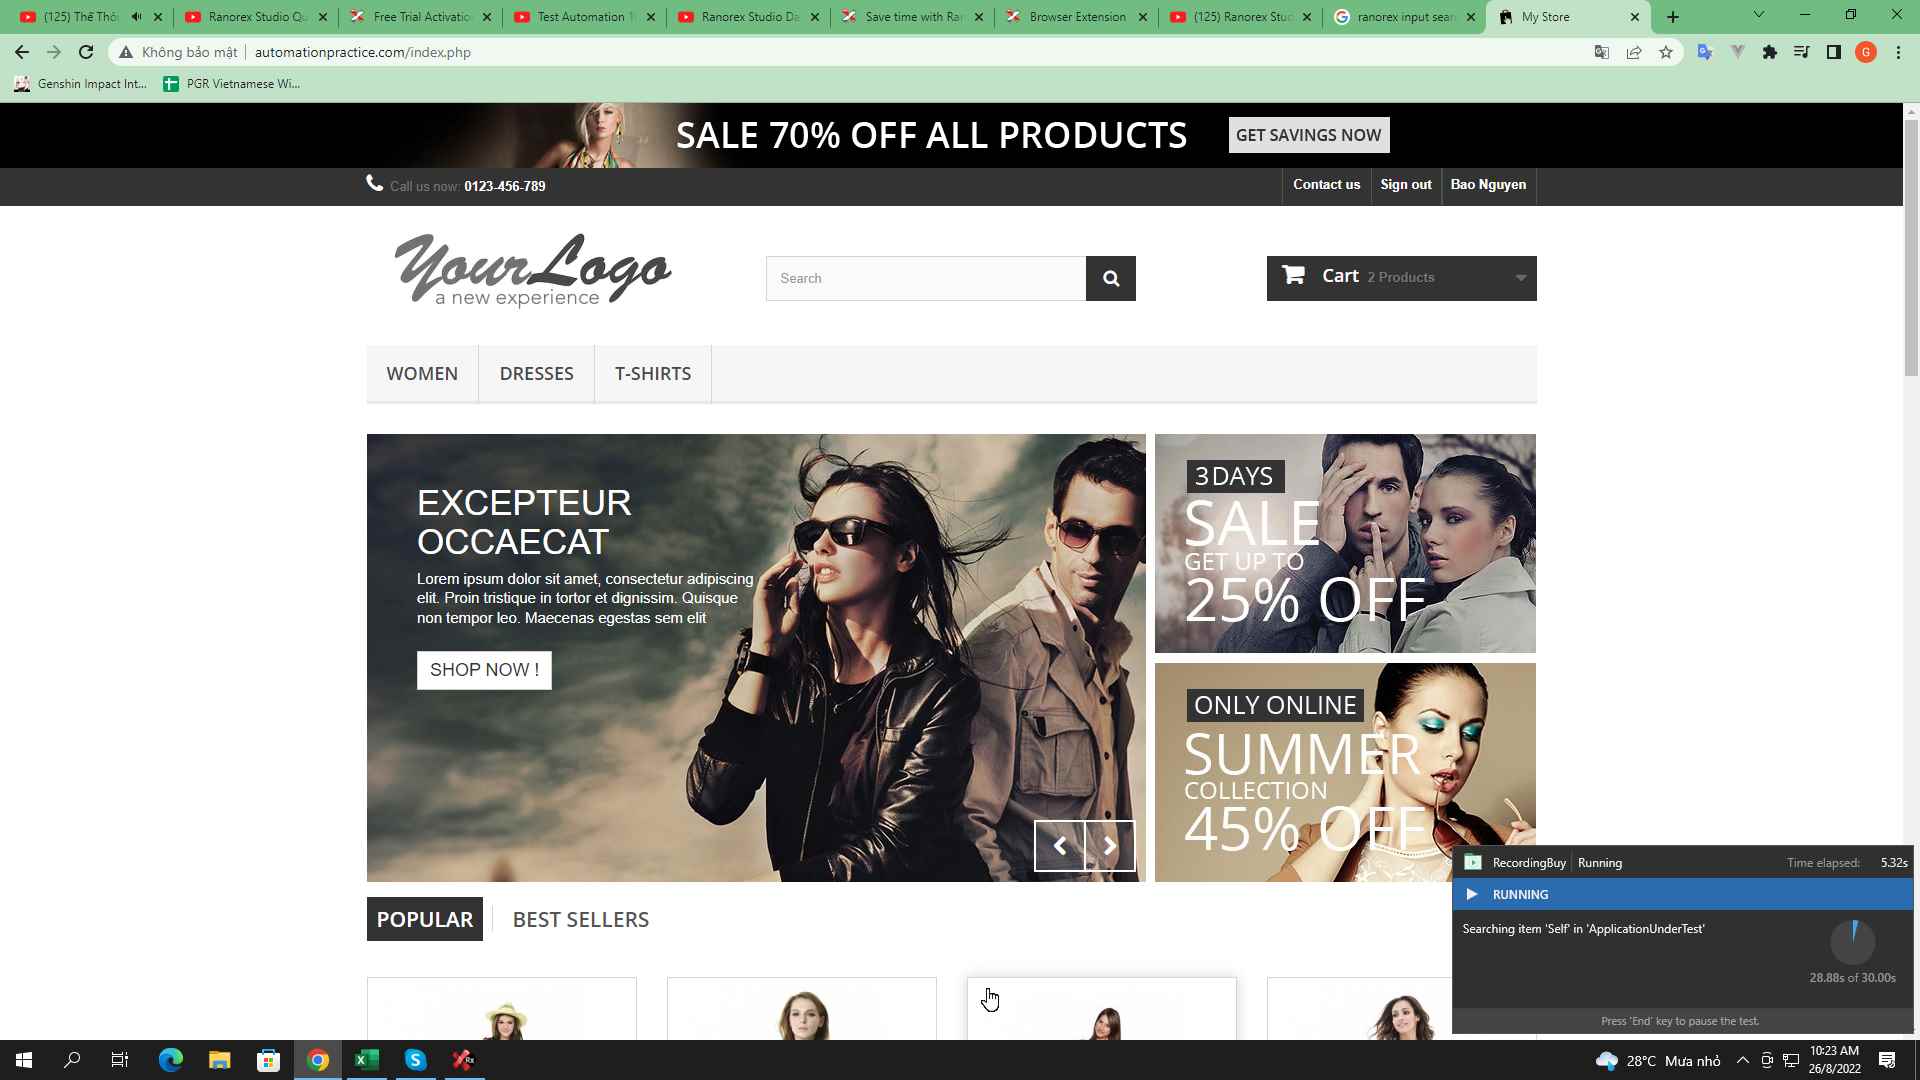 (125) Thế Thór
Ranorex Studio Qu
Free Trial Activatio
Test Automation 1
Ranorex Studio Da
Save time with Rar
Browser Extension
(125) Ranorex Stud
ranorex input sear
My Store
Không bảo mật
automationpractice.com/index.php
G
Genshin Impact Int...
PGR Vietnamese Wi...
SALE 70% OFF ALL PRODUCTS
GET SAVINGS NOW
Call us now: 0123-456-789
Contact us
Sign out
Bao Nguyen
YourLogo
a new experience
Search
Cart 2 Products
WOMEN
DRESSES
T-SHIRTS
EXCEPTEUR
OCCAECAT
Lorem ipsum dolor sit amet, consectetur adipiscing
elit. Proin tristique in tortor et dignissim. Quisque
non tempor leo. Maecenas egestas sem elit
SHOP NOW !
3 DAYS
SALE
GET UP TO
25% OFF
ONLY ONLINE
SUMMER
COLLECTION
45% OFF
POPULAR
BEST SELLERS
RecordingBuy
Running
Time elapsed: 5.32s
RUNNING
Searching item 'Self' in 'ApplicationUnderTest'
28.88s of 30.00s
Press 'End' key to pause the test.
28°C Mưa nhỏ
10:23 AM
26/8/2022